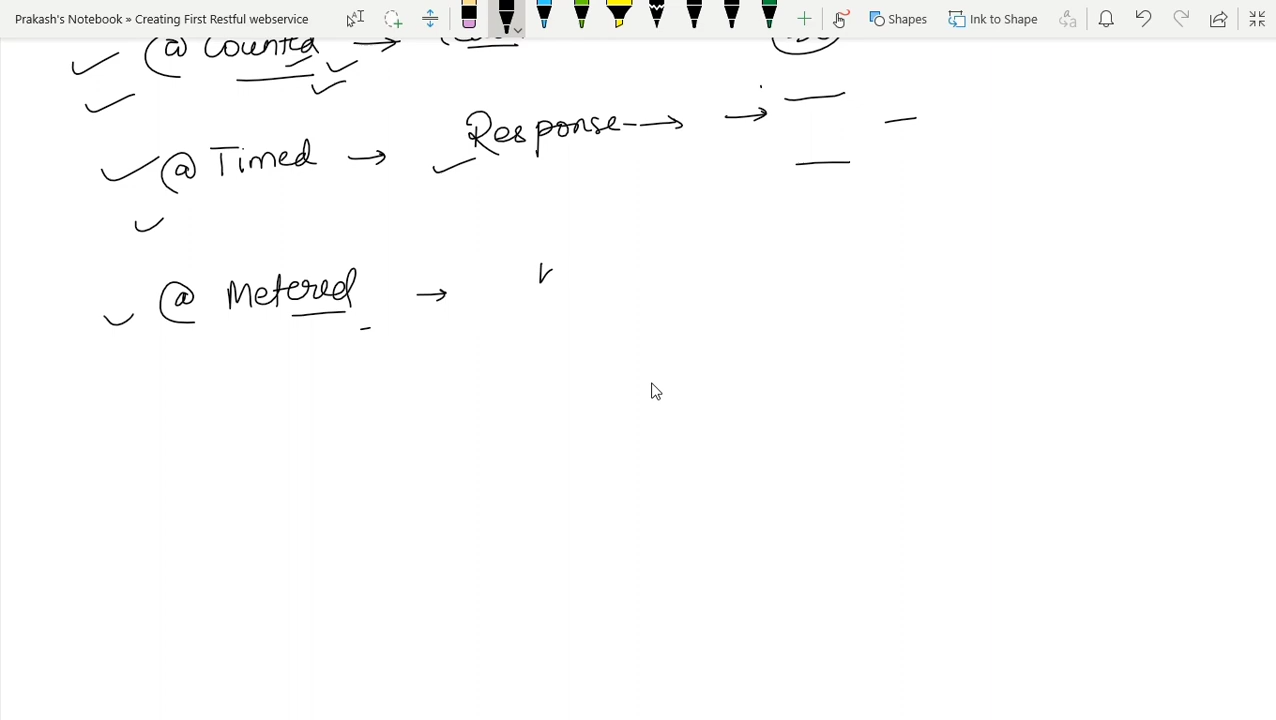 Prakash's Notebook » Creating First Restful webservice
Shapes
Ink to Shape
@ Counted →
@ Timed → Response → →
@ Metered →